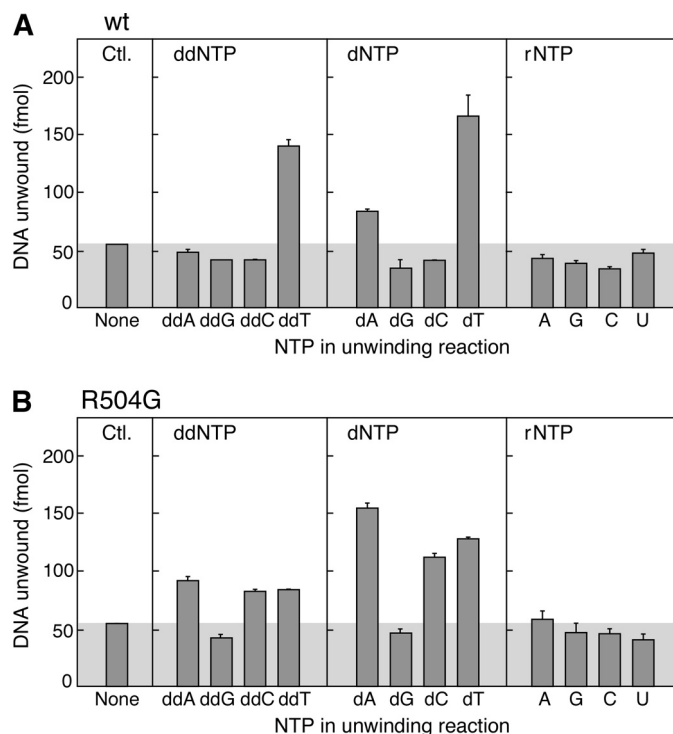 A wt
Ctl. ddNTP dNTP rNTP
200
150
100
50
0
DNA unwound (fmol)
None ddA ddG ddC ddT dA dG dC dT A G C U
NTP in unwinding reaction
B R504G
Ctl. ddNTP dNTP rNTP
200
150
100
50
0
DNA unwound (fmol)
None ddA ddG ddC ddT dA dG dC dT A G C U
NTP in unwinding reaction